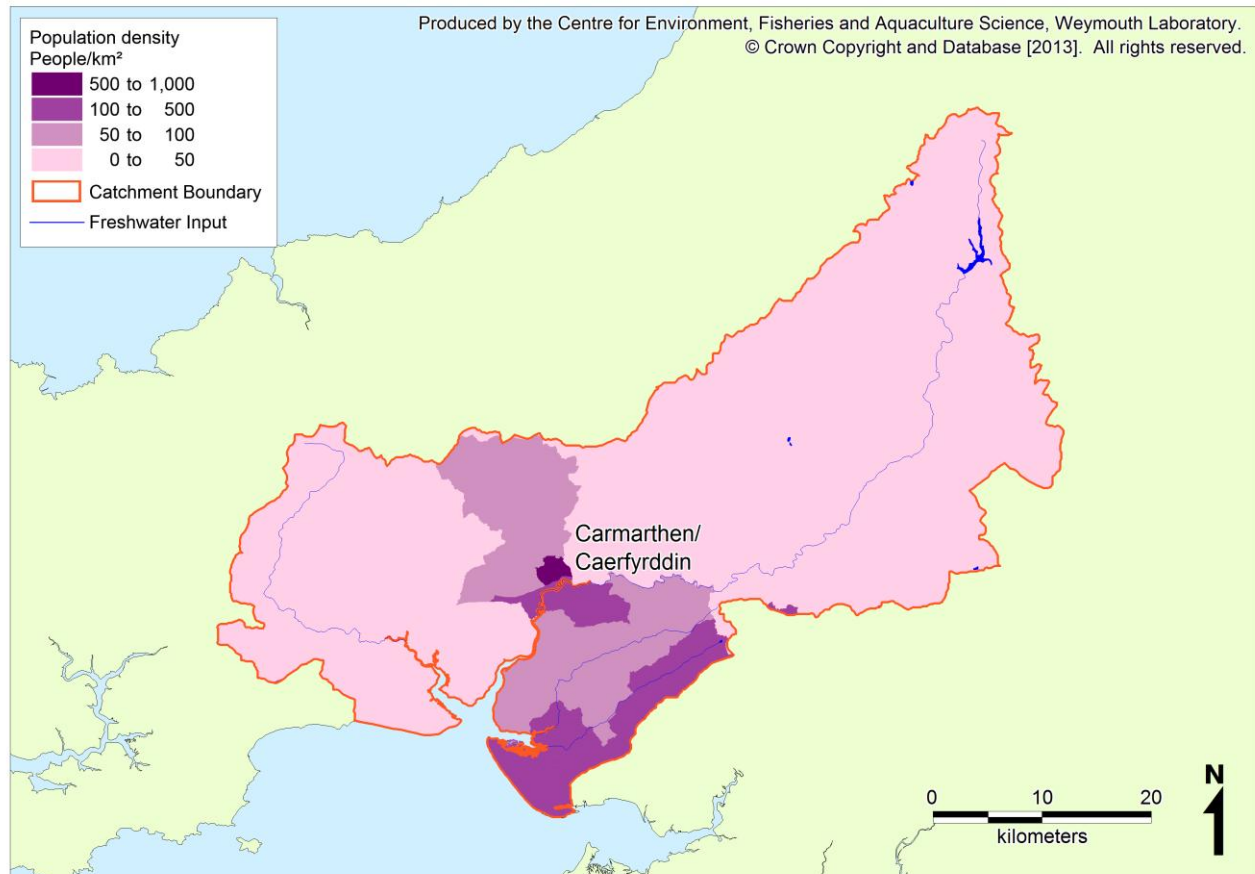 Produced by the Centre for Environment, Fisheries and Aquaculture Science, Weymouth Laboratory.
© Crown Copyright and Database [2013]. All rights reserved.
Population density
People/km²
500 to 1,000
100 to 500
50 to 100
0 to 50
Catchment Boundary
Freshwater Input
Carmarthen/
Caerfyrddin
N
0 10 20
kilometers